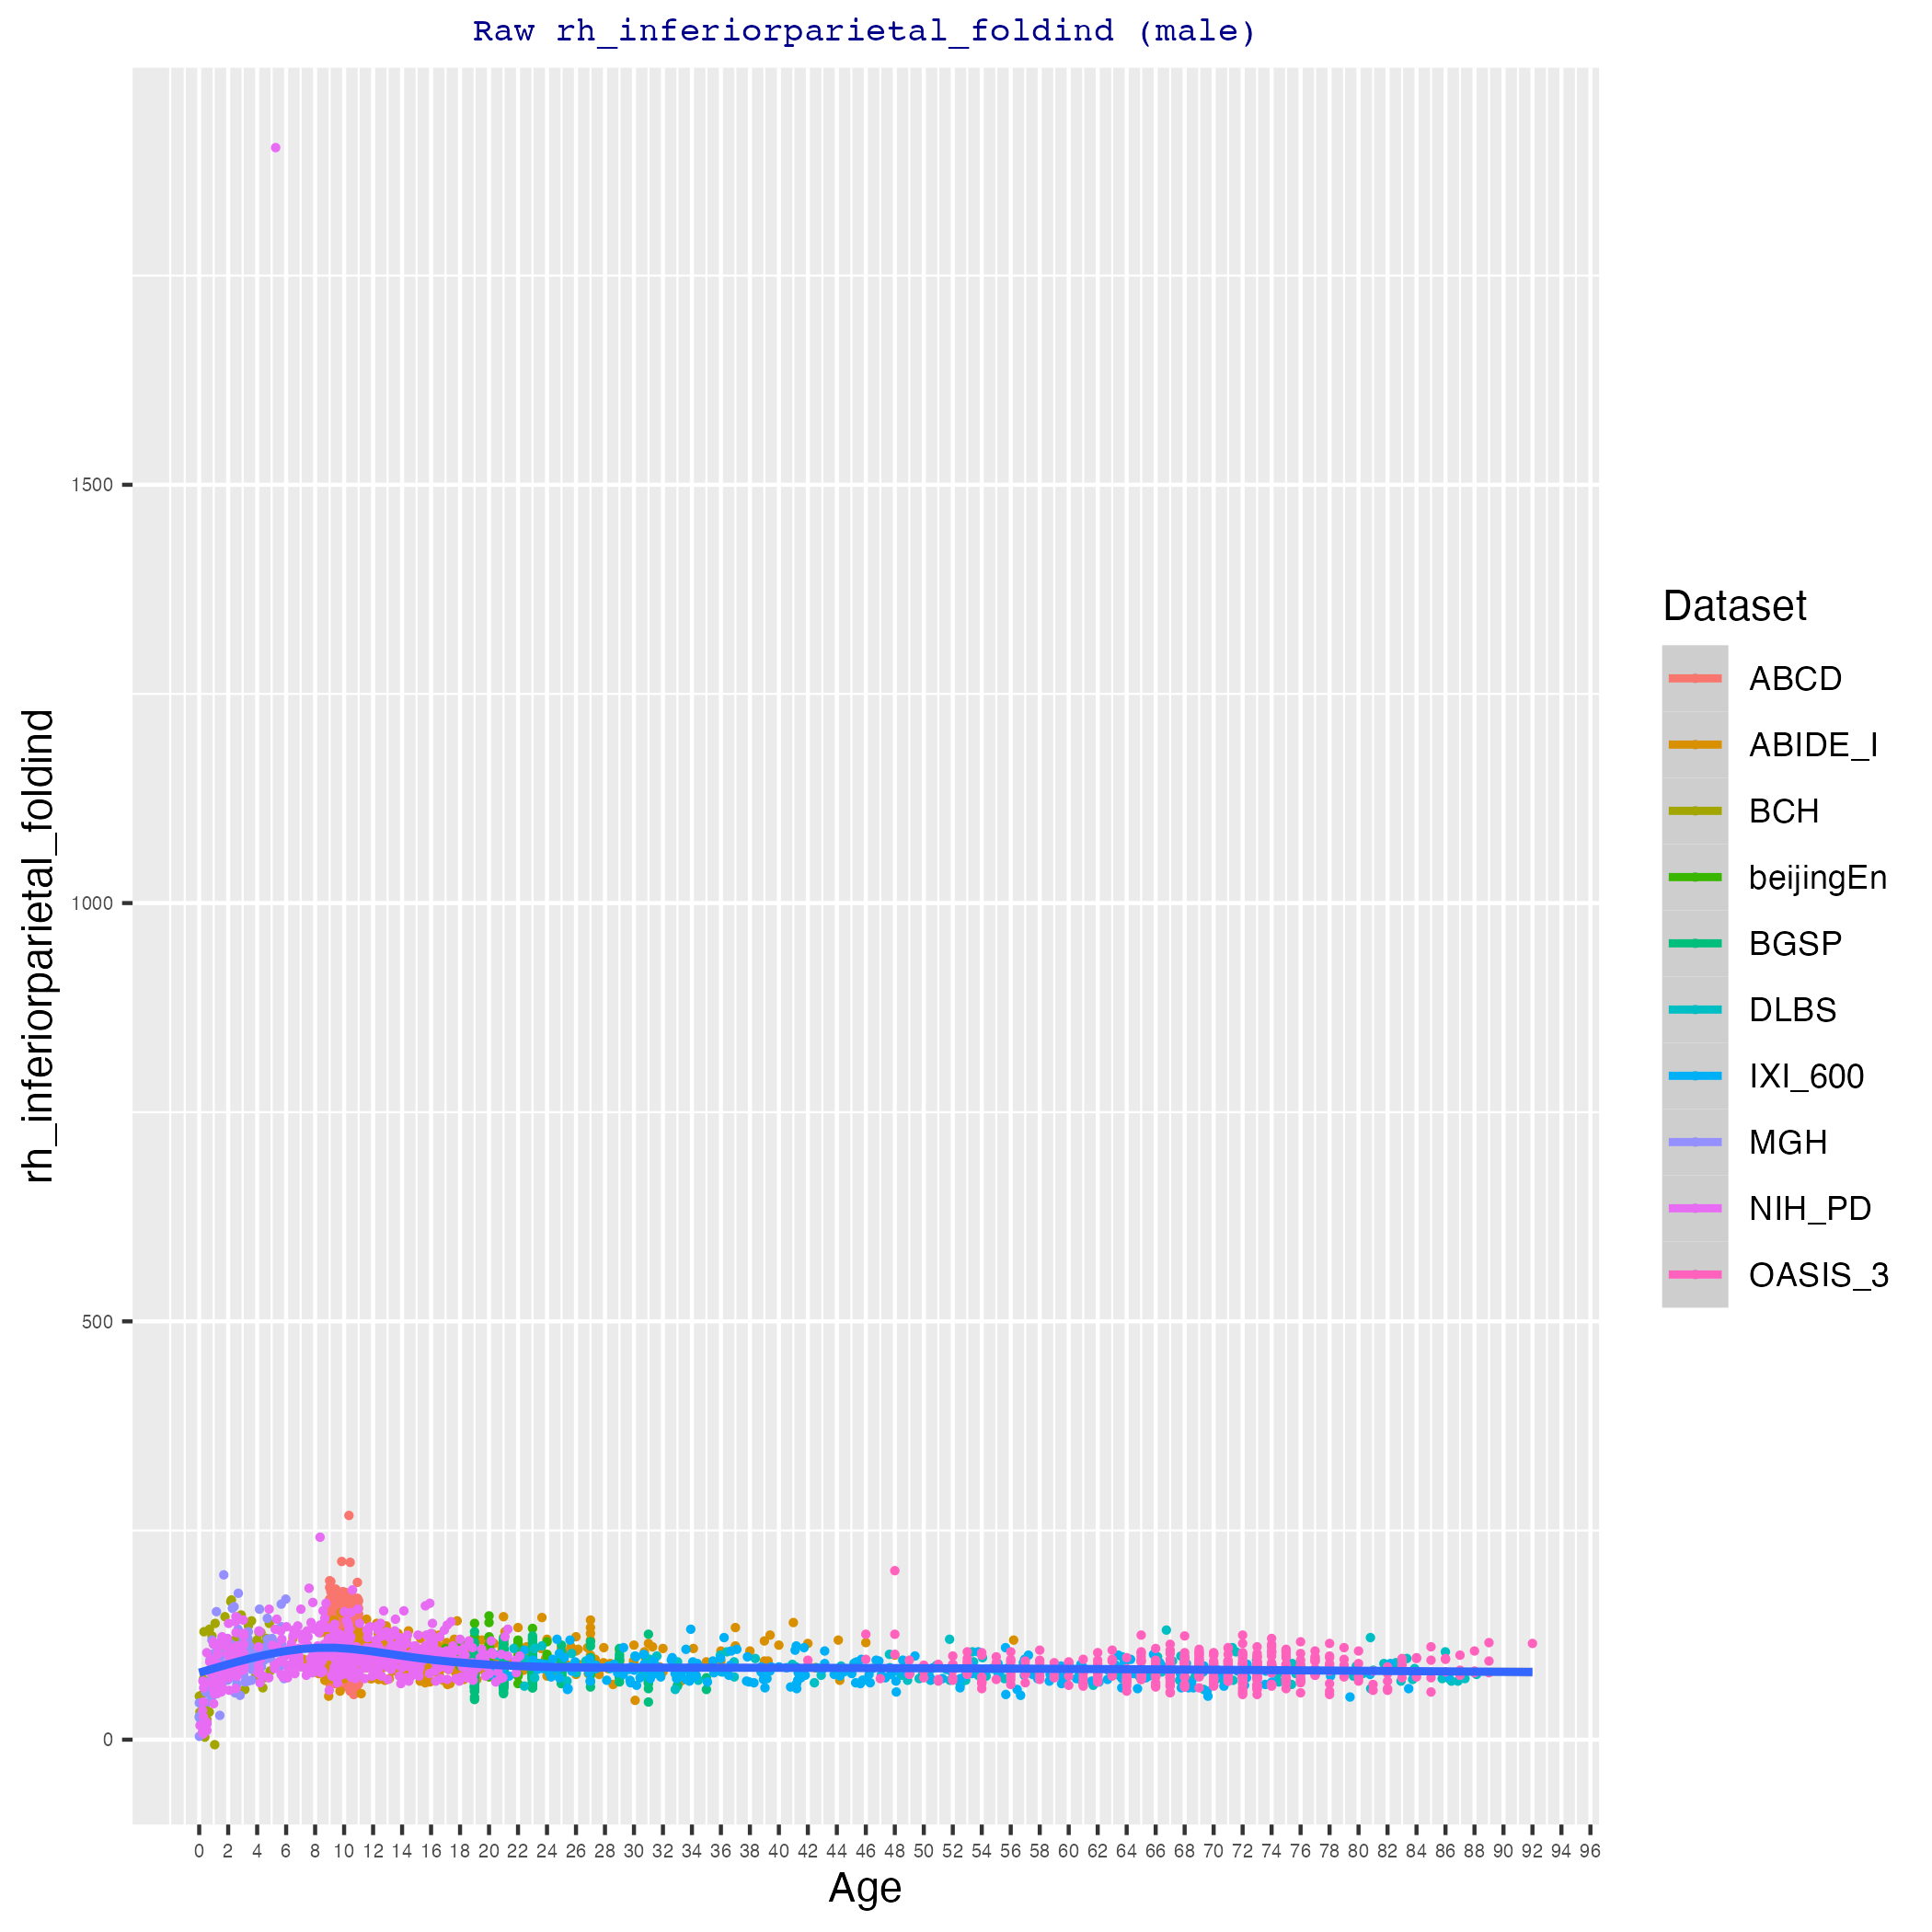 Raw rh_inferiorparietal_foldind (male)
rh_inferiorparietal_foldind
1500
1000
500
0
0 2 4 6 8 10 12 14 16 18 20 22 24 26 28 30 32 34 36 38 40 42 44 46 48 50 52 54 56 58 60 62 64 66 68 70 72 74 76 78 80 82 84 86 88 90 92 94 96
Age
Dataset
ABCD
ABIDE_I
BCH
beijingEn
BGSP
DLBS
IXI_600
MGH
NIH_PD
OASIS_3